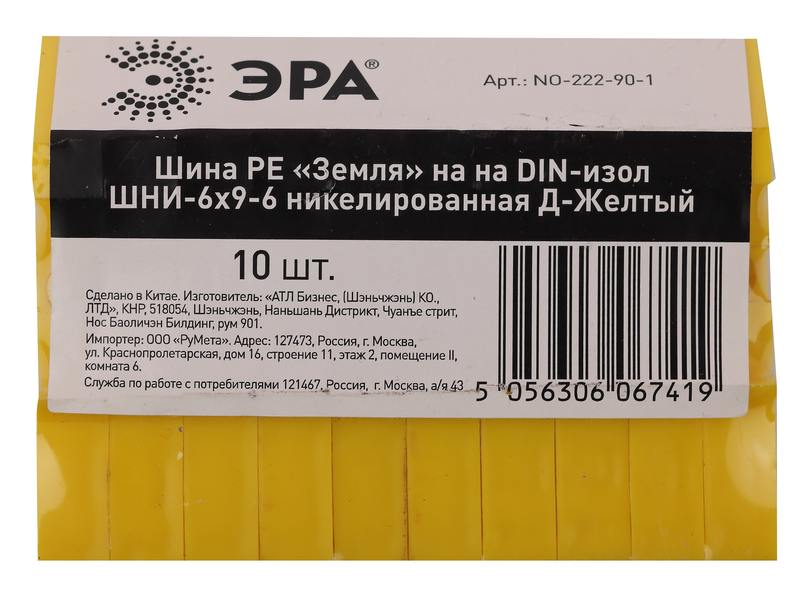 ЭРА®
Арт.: NO-222-90-1
Шина PE «Земля» на на DIN-изол
ШНИ-6х9-6 никелированная Д-Желтый
10 шт.
Сделано в Китае. Изготовитель: «АТЛ Бизнес, (Шэньчжэнь) КО.,
ЛТД», КНР, 518054, Шэньчжэнь, Наньшань Дистрикт, Чуанъе стрит,
Нос Баоличэн Билдинг, рум 901.
Импортер: ООО «РуМета». Адрес: 127473, Россия, г. Москва,
ул. Краснопролетарская, дом 16, строение 11, этаж 2, помещение II,
комната 6.
Служба по работе с потребителями 121467, Россия, г. Москва, а/я 43
5 056306 067419